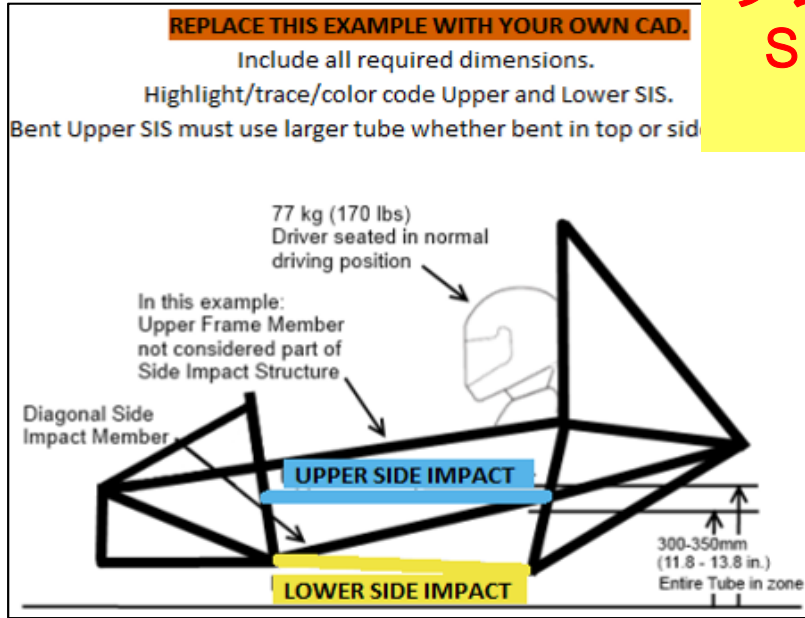 REPLACE THIS EXAMPLE WITH YOUR OWN CAD.
Include all required dimensions.
Highlight/trace/color code Upper and Lower SIS.
Bent Upper SIS must use larger tube whether bent in top or
S
77 kg (170 lbs)
Driver seated in normal
driving position
In this example:
Upper Frame Member
not considered part of
Side Impact Structure
Diagonal Side
Impact Member
UPPER SIDE IMPACT
300-350mm
(11.8 - 13.8 in.)
Entire Tube in zone
LOWER SIDE IMPACT